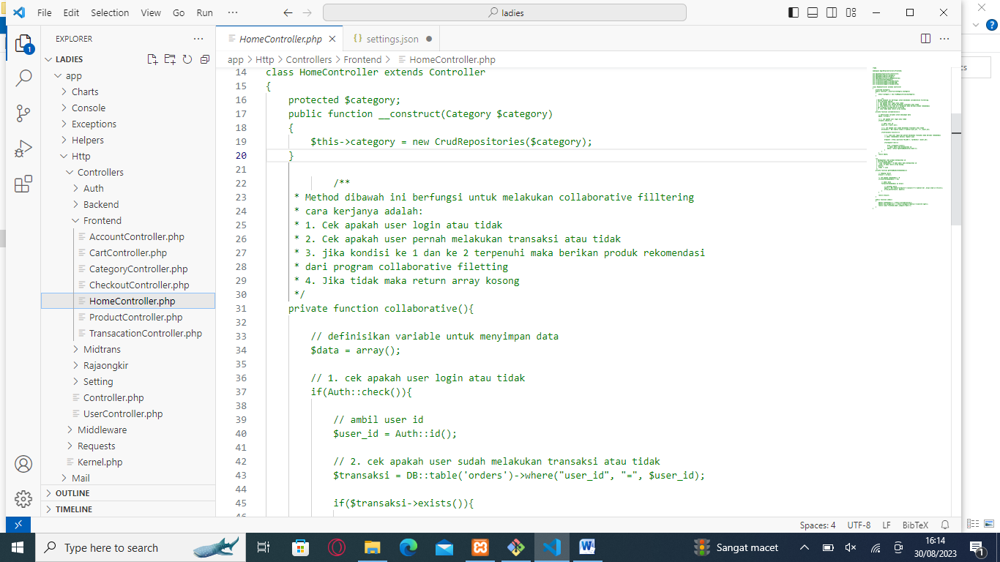 File Edit Selection View Go Run ··· ladies
EXPLORER
LADIES
app
Charts
Console
Exceptions
Helpers
Http
Controllers
Auth
Backend
Frontend
AccountController.php
CartController.php
CategoryController.php
CheckoutController.php
HomeController.php
ProductController.php
TransacationController.php
Midtrans
Rajaongkir
Setting
Controller.php
UserController.php
Middleware
Requests
Kernel.php
Mail
OUTLINE
TIMELINE
1
HomeController.php settings.json
app > Http > Controllers > Frontend > HomeController.php
14 class HomeController extends Controller
15 {
16 protected $category;
17 public function __construct(Category $category)
18 {
19 $this->category = new CrudRepositories($category);
20 }
21
22 /**
23 * Method dibawah ini berfungsi untuk melakukan collaborative filltering
24 * cara kerjanya adalah:
25 * 1. Cek apakah user login atau tidak
26 * 2. Cek apakah user pernah melakukan transaksi atau tidak
27 * 3. jika kondisi ke 1 dan ke 2 terpenuhi maka berikan produk rekomendasi
28 * dari program collaborative filetting
29 * 4. Jika tidak maka return array kosong
30 */
31 private function collaborative(){
32
33 // definisikan variable untuk menyimpan data
34 $data = array();
35
36 // 1. cek apakah user login atau tidak
37 if(Auth::check()){
38
39 // ambil user id
40 $user_id = Auth::id();
41
42 // 2. cek apakah user sudah melakukan transaksi atau tidak
43 $transaksi = DB::table('orders')->where("user_id", "=", $user_id);
44
45 if($transaksi->exists()){
Spaces: 4 UTF-8 LF BibTeX
Type here to search
Sangat macet
16:14
30/08/2023
1